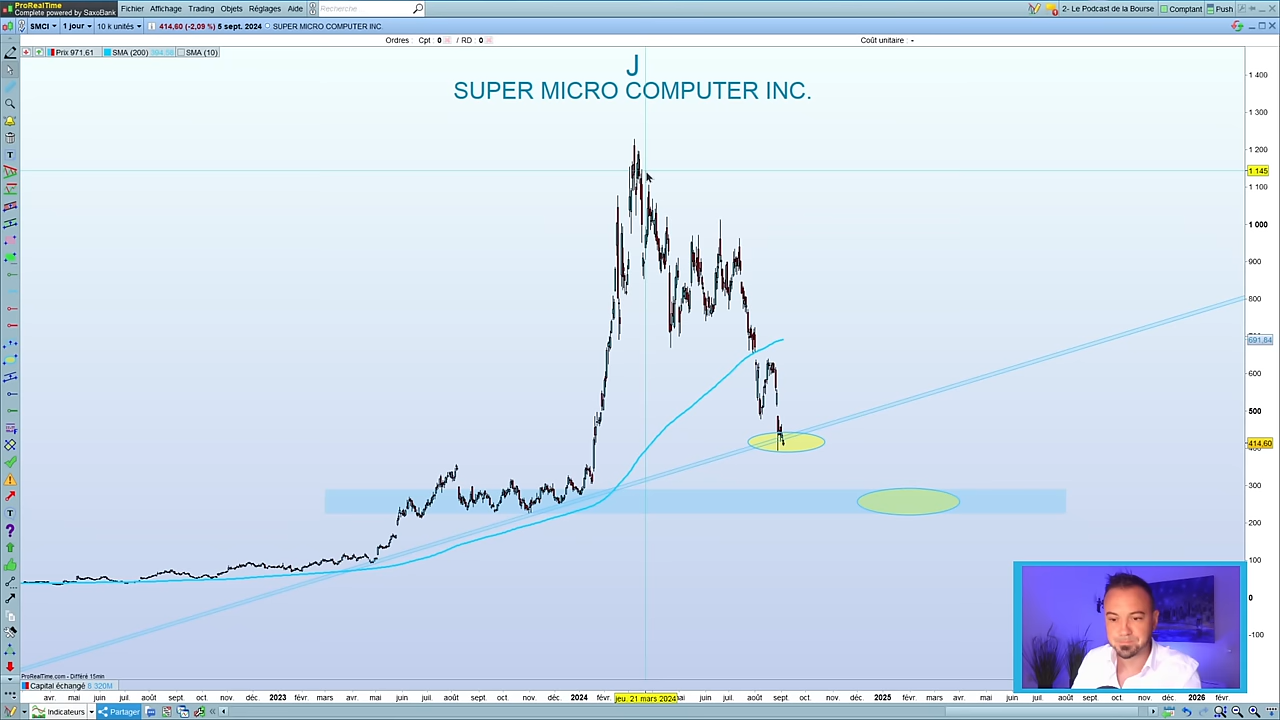 ProRealTime
Complete powered by SaxoBank
Fichier Affichage Trading Objets Réglages Aide
Recherche
2- Le Podcast de la Bourse Comptant Push
SMCI 1 jour 10 k unités 414,60 (-2,09 %) 5 sept. 2024 SUPER MICRO COMPUTER INC
Ordres : Cpt 0 / RD : 0 Coût unitaire : -
Prix 971.61 SMA (200) SMA (10)
J
SUPER MICRO COMPUTER INC.
1 400
1 300
1 200
1 145
1 100
1 000
900
800
691,84
600
500
414,60
300
200
100
0
-100
ProRealTime.com - Différé 15min
Capital échangé 6 320M
avr. mai juin juil. août sept. oct. nov. déc. 2023 févr. mars avr. mai juin juil. août sept. oct. nov. déc. 2024 févr. jeu. 21 mars 2024 mai juin juil. août sept. oct. nov. déc. 2025 févr. mars avr. mai juin juil. août sept. oct. nov. déc. 2026 févr.
Indicateurs Partager